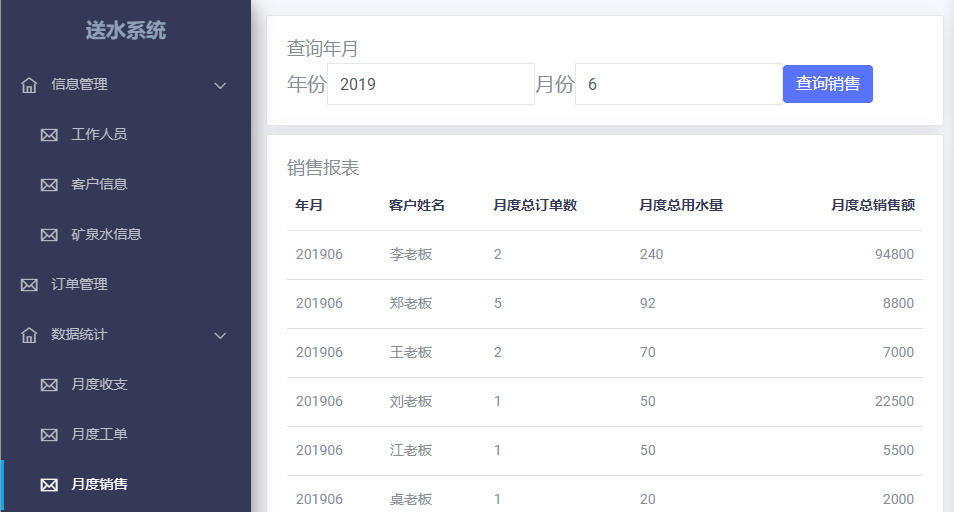 送水系统
信息管理
工作人员
客户信息
矿泉水信息
订单管理
数据统计
月度收支
月度工单
月度销售
查询年月
年份 2019 月份 6 查询销售
销售报表
年月 客户姓名 月度总订单数 月度总用水量 月度总销售额
201906 李老板 2 240 94800
201906 郑老板 5 92 8800
201906 王老板 2 70 7000
201906 刘老板 1 50 22500
201906 江老板 1 50 5500
201906 桌老板 1 20 2000